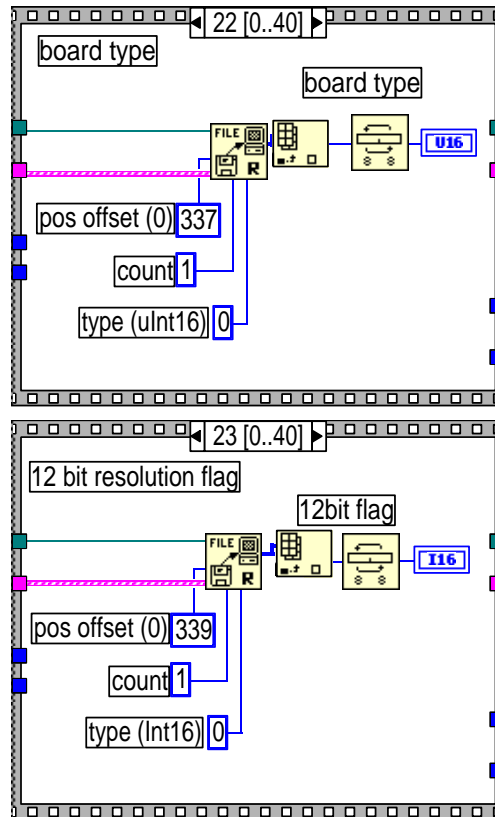 22 [0..40]
board type
board type
FILE
R
U16
pos offset (0) 337
count 1
type (uInt16) 0
23 [0..40]
12 bit resolution flag
12bit flag
FILE
R
I16
pos offset (0) 339
count 1
type (Int16) 0